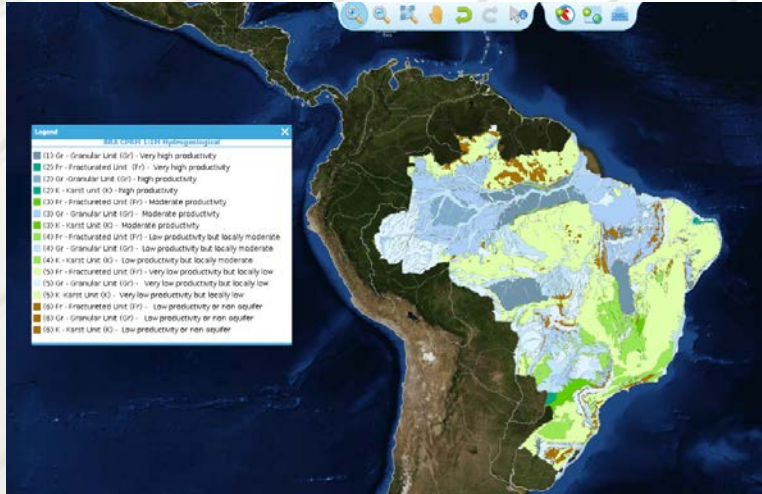 Legend
BRA CPRM 1:1M Hydrogeological
(1) Gr - Granular Unit (Gr) - Very high productivity
(2) Fr - Fractureted Unit (Fr) - Very high productivity
(2) Gr - Granular Unit (Gr) - high productivity
(2) K - Karst unit (K) - high productivity
(3) Fr - Fractureted Unit (Fr) - Moderate productivity
(3) Gr - Granular Unit (Gr) - Moderate productivity
(3) K - Karst Unit (K) - Moderate productivity
(4) Fr - Fractureted Unit (Fr) - Low productivity but locally moderate
(4) Gr - Granular Unit (Gr) - Low productivity but locally moderate
(4) K - Karst Unit (K) - Low productivity but locally moderate
(5) Fr - Fractureted Unit (Fr) - Very low productivity but locally low
(5) Gr - Granular Unit (Gr) - Very low productivity but locally low
(5) K -Karst Unit (K) - Very low productivity but locally low
(6) Fr - Fractureted Unit (Fr) - Low productivity or non aquifer
(6) Gr - Granular Unit (Gr) - Low productivity or non aquifer
(6) K - Karst Unit (K) - Low productivity or non aquifer